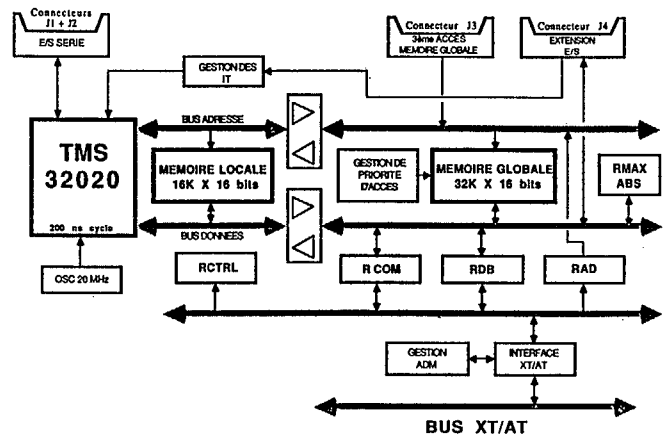 Connecteurs
J1 + J2
E/S SERIE
Connecteur J3
3ème ACCES
MEMOIRE GLOBALE
Connecteur J4
EXTENSION
E/S
GESTION DES
IT
BUS ADRESSE
TMS
32020
200 ns cycle
MEMOIRE LOCALE
16K X 16 bits
GESTION DE
PRIORITE
D'ACCES
MEMOIRE GLOBALE
32K X 16 bits
RMAX
ABS
BUS DONNEES
OSC 20 MHz
RCTRL
R COM
RDB
RAD
GESTION
ADM
INTERFACE
XT/AT
BUS XT/AT